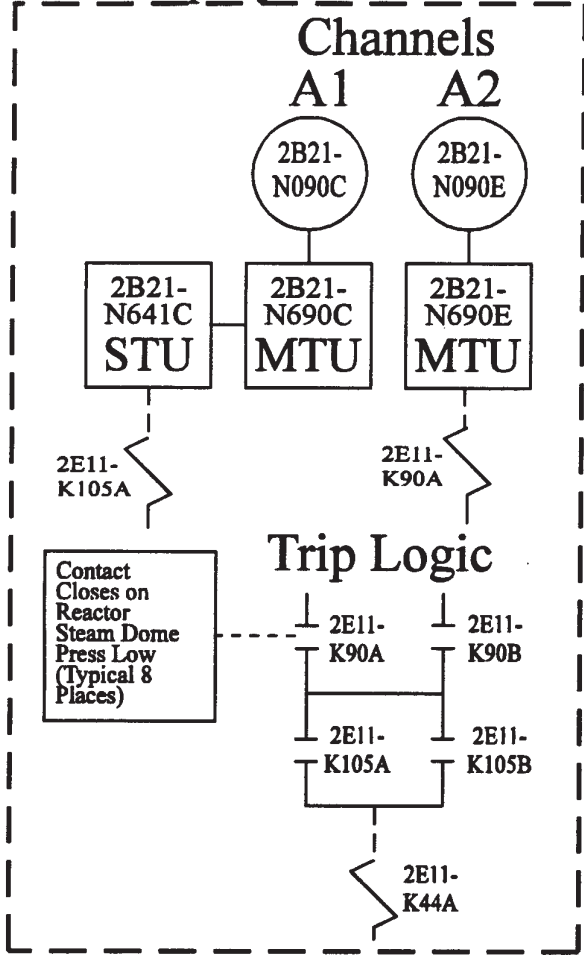 Channels
A1 A2
2B21-
N090C
2B21-
N090E
2B21-
N641C
STU
2B21-
N690C
MTU
2B21-
N690E
MTU
2E11-
K105A
2E11-
K90A
Trip Logic
Contact
Closes on
Reactor
Steam Dome
Press Low
(Typical 8
Places)
2E11-
K90A
2E11-
K90B
2E11-
K105A
2E11-
K105B
2E11-
K44A